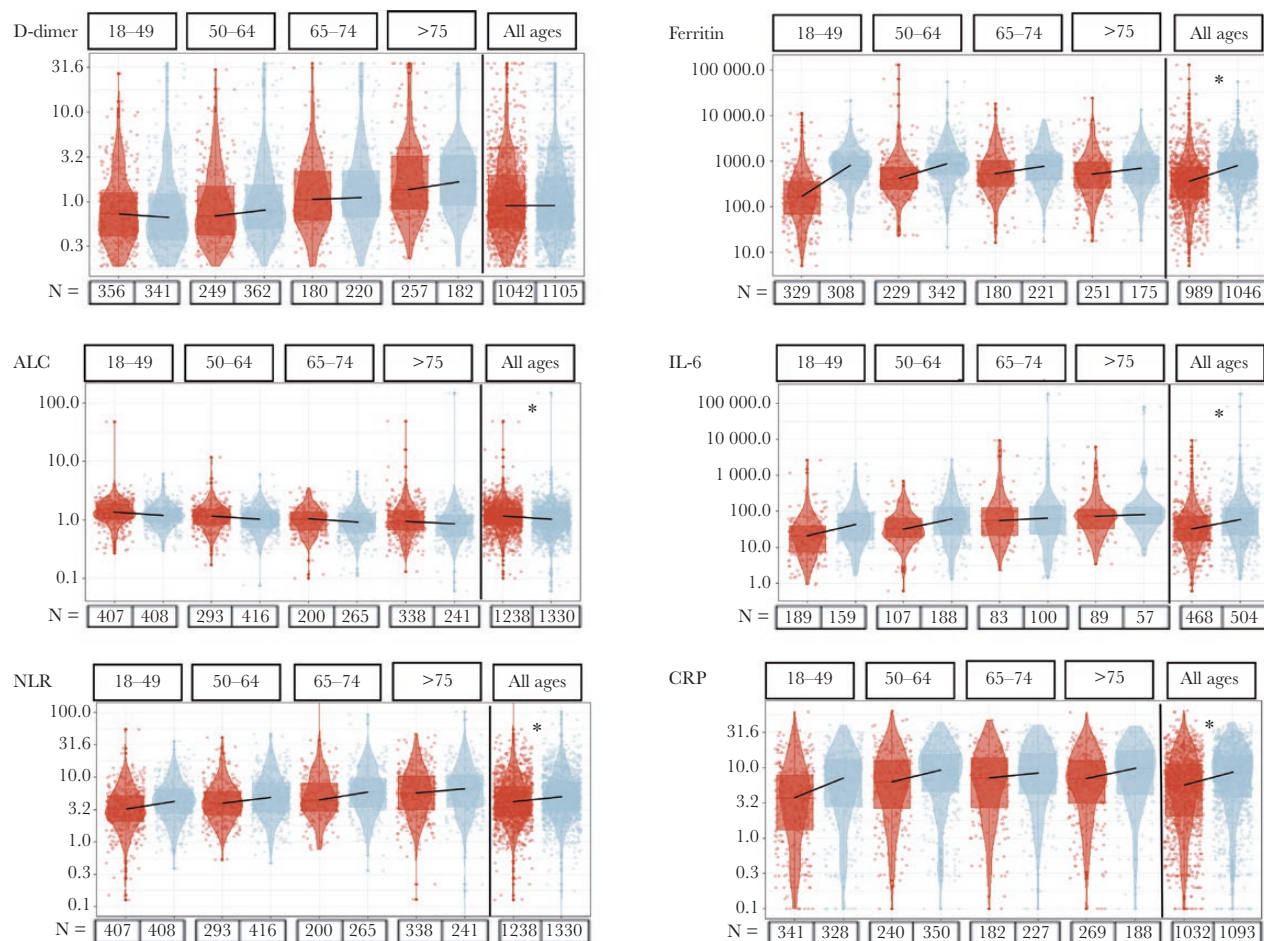 D-dimer 18–49 50–64 65–74 >75 All ages
31.6
10.0
3.2
1.0
0.3
N = 356 341 249 362 180 220 257 182 1042 1105
Ferritin 18–49 50–64 65–74 >75 All ages
100 000.0
*
10 000.0
1000.0
100.0
10.0
N = 329 308 229 342 180 221 251 175 989 1046
ALC 18–49 50–64 65–74 >75 All ages
100.0 *
10.0
1.0
0.1
N = 407 408 293 416 200 265 338 241 1238 1330
IL-6 18–49 50–64 65–74 >75 All ages
100 000.0 *
10 000.0
1 000.0
100.0
10.0
1.0
N = 189 159 107 188 83 100 89 57 468 504
NLR 18–49 50–64 65–74 >75 All ages
100.0 *
31.6
10.0
3.2
1.0
0.3
0.1
N = 407 408 293 416 200 265 338 241 1238 1330
CRP 18–49 50–64 65–74 >75 All ages
31.6 *
10.0
3.2
1.0
0.3
0.1
N = 341 328 240 350 182 227 269 188 1032 1093